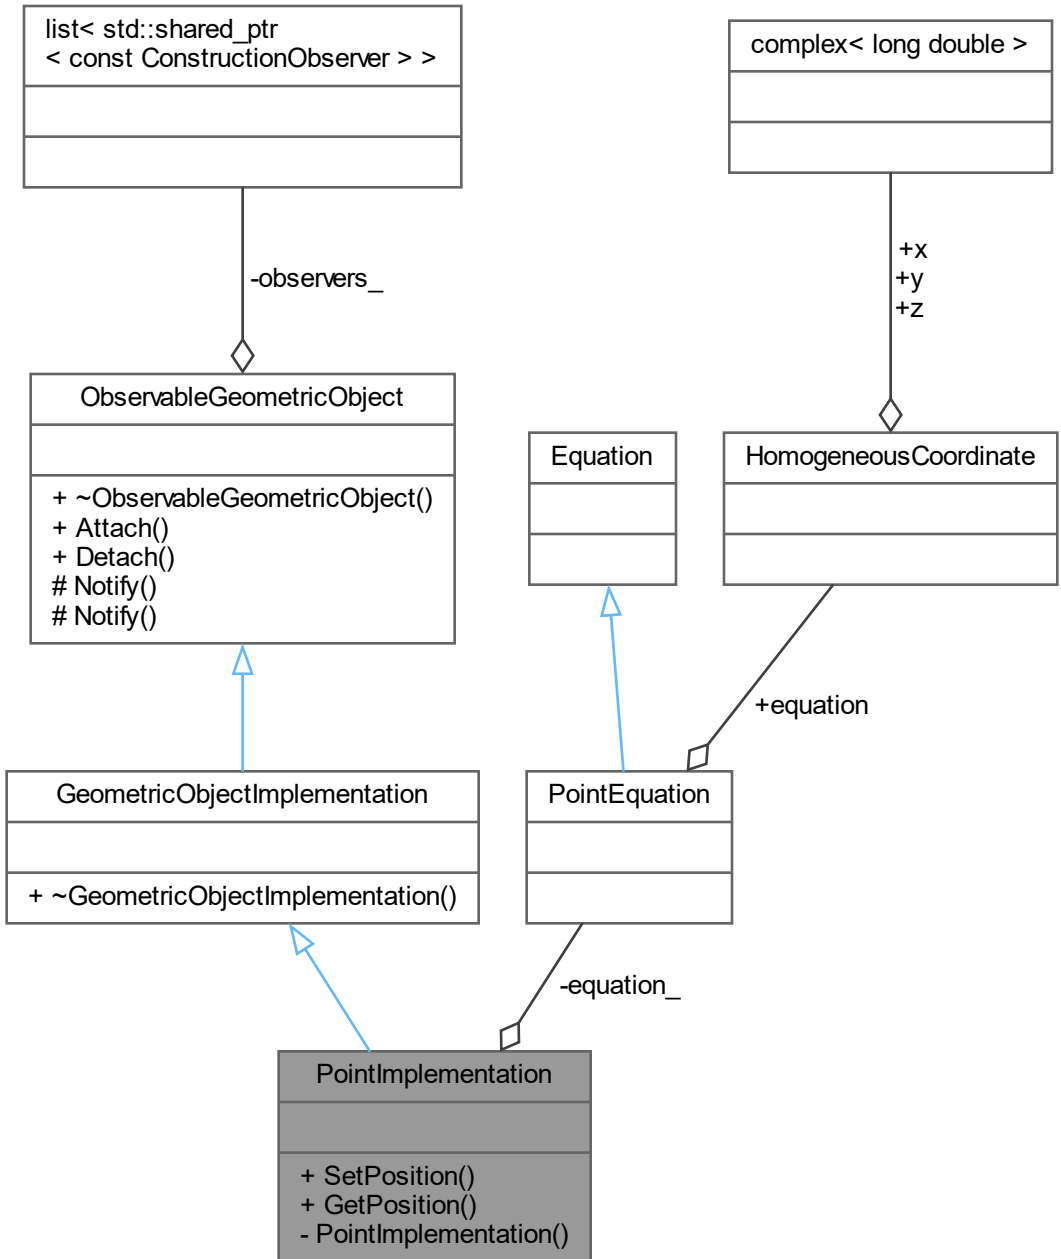 list< std::shared_ptr
< const ConstructionObserver > >
complex< long double >
-observers_
+x
+y
+z
ObservableGeometricObject
+ ~ObservableGeometricObject()
+ Attach()
+ Detach()
# Notify()
# Notify()
Equation
HomogeneousCoordinate
+equation
GeometricObjectImplementation
+ ~GeometricObjectImplementation()
PointEquation
-equation_
PointImplementation
+ SetPosition()
+ GetPosition()
- PointImplementation()